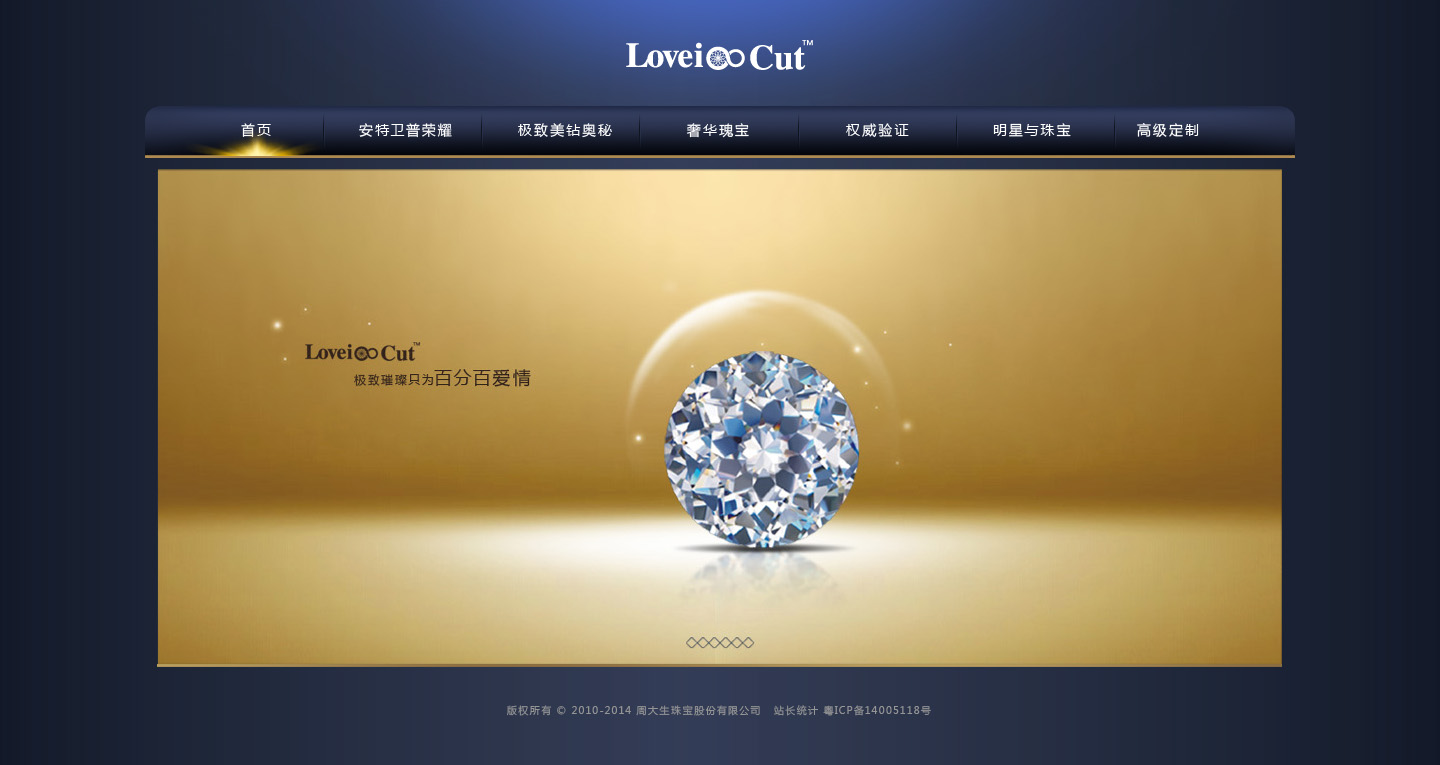 Lovei∞Cut™
首页 安特卫普荣耀 极致美钻奥秘 奢华瑰宝 权威验证 明星与珠宝 高级定制
Lovei∞Cut™
极致璀璨只为百分百爱情
版权所有 © 2010-2014 周大生珠宝股份有限公司 站长统计 粤ICP备14005118号